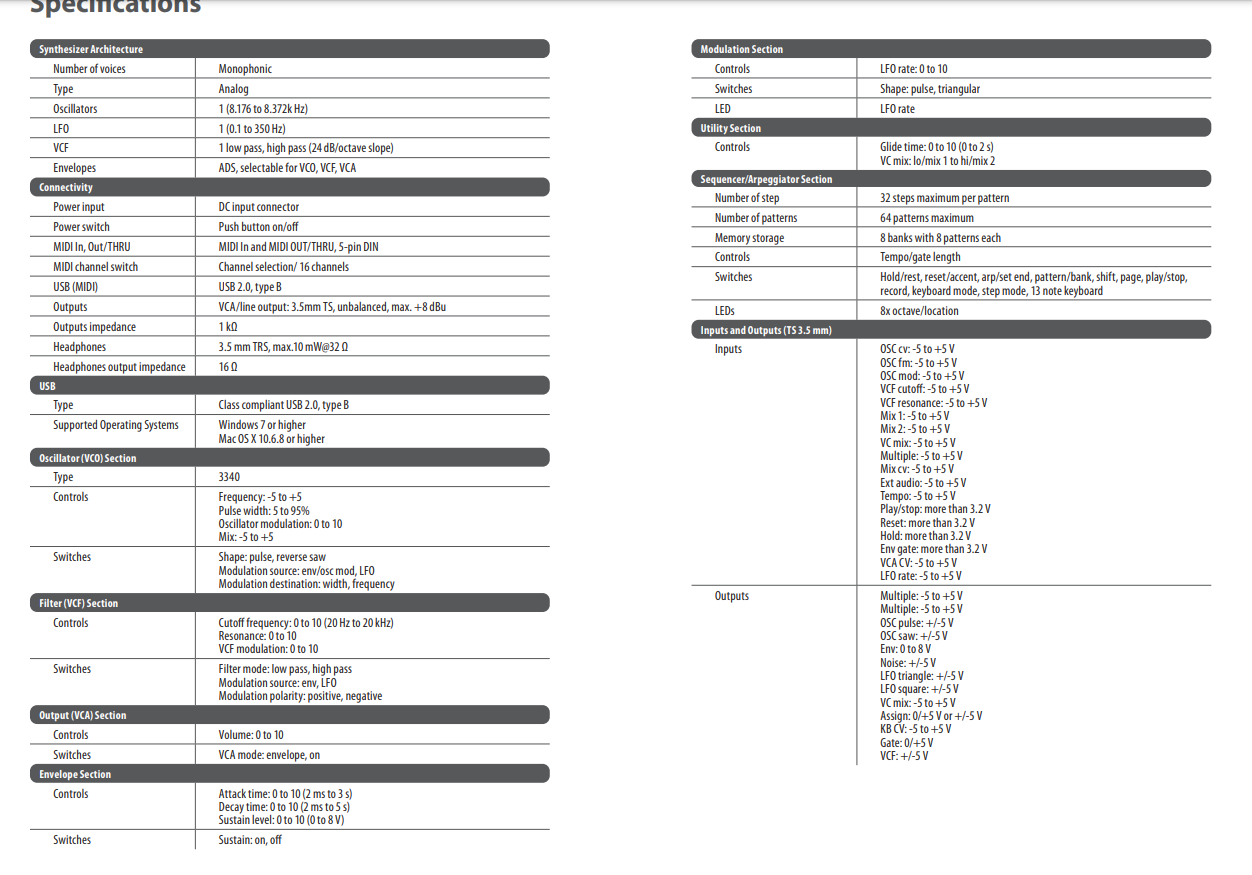 Specifications
Synthesizer Architecture
Number of voices Monophonic
Type Analog
Oscillators 1 (8.176 to 8.372k Hz)
LFO 1 (0.1 to 350 Hz)
VCF 1 low pass, high pass (24 dB/octave slope)
Envelopes ADS, selectable for VCO, VCF, VCA
Connectivity
Power input DC input connector
Power switch Push button on/off
MIDI In, Out/THRU MIDI In and MIDI OUT/THRU, 5-pin DIN
MIDI channel switch Channel selection/ 16 channels
USB (MIDI) USB 2.0, type B
Outputs VCA/line output: 3.5mm TS, unbalanced, max. +8 dBu
Outputs impedance 1 kΩ
Headphones 3.5 mm TRS, max.10 mW@32 Ω
Headphones output impedance 16 Ω
USB
Type Class compliant USB 2.0, type B
Supported Operating Systems Windows 7 or higher
Mac OS X 10.6.8 or higher
Oscillator (VCO) Section
Type 3340
Controls Frequency: -5 to +5
Pulse width: 5 to 95%
Oscillator modulation: 0 to 10
Mix: -5 to +5
Switches Shape: pulse, reverse saw
Modulation source: env/osc mod, LFO
Modulation destination: width, frequency
Filter (VCF) Section
Controls Cutoff frequency: 0 to 10 (20 Hz to 20 kHz)
Resonance: 0 to 10
VCF modulation: 0 to 10
Switches Filter mode: low pass, high pass
Modulation source: env, LFO
Modulation polarity: positive, negative
Output (VCA) Section
Controls Volume: 0 to 10
Switches VCA mode: envelope, on
Envelope Section
Controls Attack time: 0 to 10 (2 ms to 3 s)
Decay time: 0 to 10 (2 ms to 5 s)
Sustain level: 0 to 10 (0 to 8 V)
Switches Sustain: on, off
Modulation Section
Controls LFO rate: 0 to 10
Switches Shape: pulse, triangular
LED LFO rate
Utility Section
Controls Glide time: 0 to 10 (0 to 2 s)
VC mix: lo/mix 1 to hi/mix 2
Sequencer/Arpeggiator Section
Number of step 32 steps maximum per pattern
Number of patterns 64 patterns maximum
Memory storage 8 banks with 8 patterns each
Controls Tempo/gate length
Switches Hold/rest, reset/accent, arp/set end, pattern/bank, shift, page, play/stop,
record, keyboard mode, step mode, 13 note keyboard
LEDs 8x octave/location
Inputs and Outputs (TS 3.5 mm)
Inputs OSC cv: -5 to +5 V
OSC fm: -5 to +5 V
OSC mod: -5 to +5 V
VCF cutoff: -5 to +5 V
VCF resonance: -5 to +5 V
Mix 1: -5 to +5 V
Mix 2: -5 to +5 V
VC mix: -5 to +5 V
Multiple: -5 to +5 V
Mix cv: -5 to +5 V
Ext audio: -5 to +5 V
Tempo: -5 to +5 V
Play/stop: more than 3.2 V
Reset: more than 3.2 V
Hold: more than 3.2 V
Env gate: more than 3.2 V
VCA CV: -5 to +5 V
LFO rate: -5 to +5 V
Outputs Multiple: -5 to +5 V
Multiple: -5 to +5 V
OSC pulse: +/-5 V
OSC saw: +/-5 V
Env: 0 to 8 V
Noise: +/-5 V
LFO triangle: +/-5 V
LFO square: +/-5 V
VC mix: -5 to +5 V
Assign: 0/+5 V or +/-5 V
KB CV: -5 to +5 V
Gate: 0/+5 V
VCF: +/-5 V